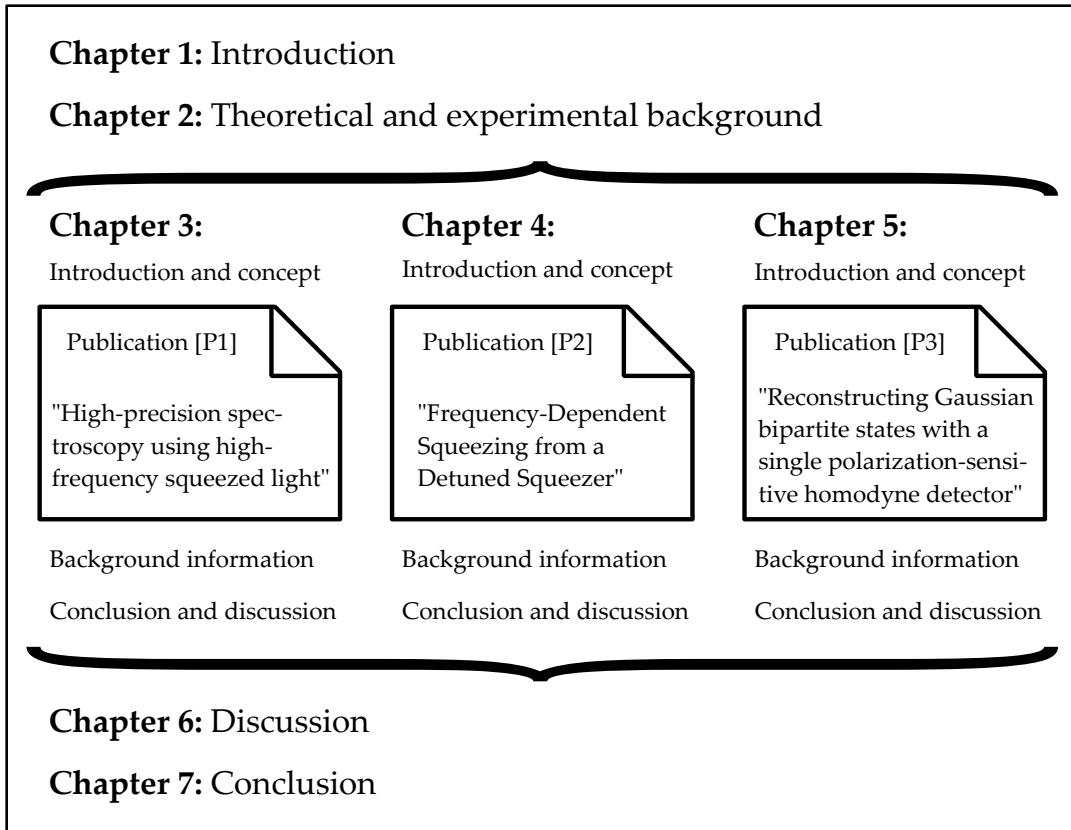 Chapter 1: Introduction
Chapter 2: Theoretical and experimental background
Chapter 3:
Introduction and concept
Publication [P1]
"High-precision spec-
troscopy using high-
frequency squeezed light"
Background information
Conclusion and discussion
Chapter 4:
Introduction and concept
Publication [P2]
"Frequency-Dependent
Squeezing from a
Detuned Squeezer"
Background information
Conclusion and discussion
Chapter 5:
Introduction and concept
Publication [P3]
"Reconstructing Gaussian
bipartite states with a
single polarization-sensi-
tive homodyne detector"
Background information
Conclusion and discussion
Chapter 6: Discussion
Chapter 7: Conclusion